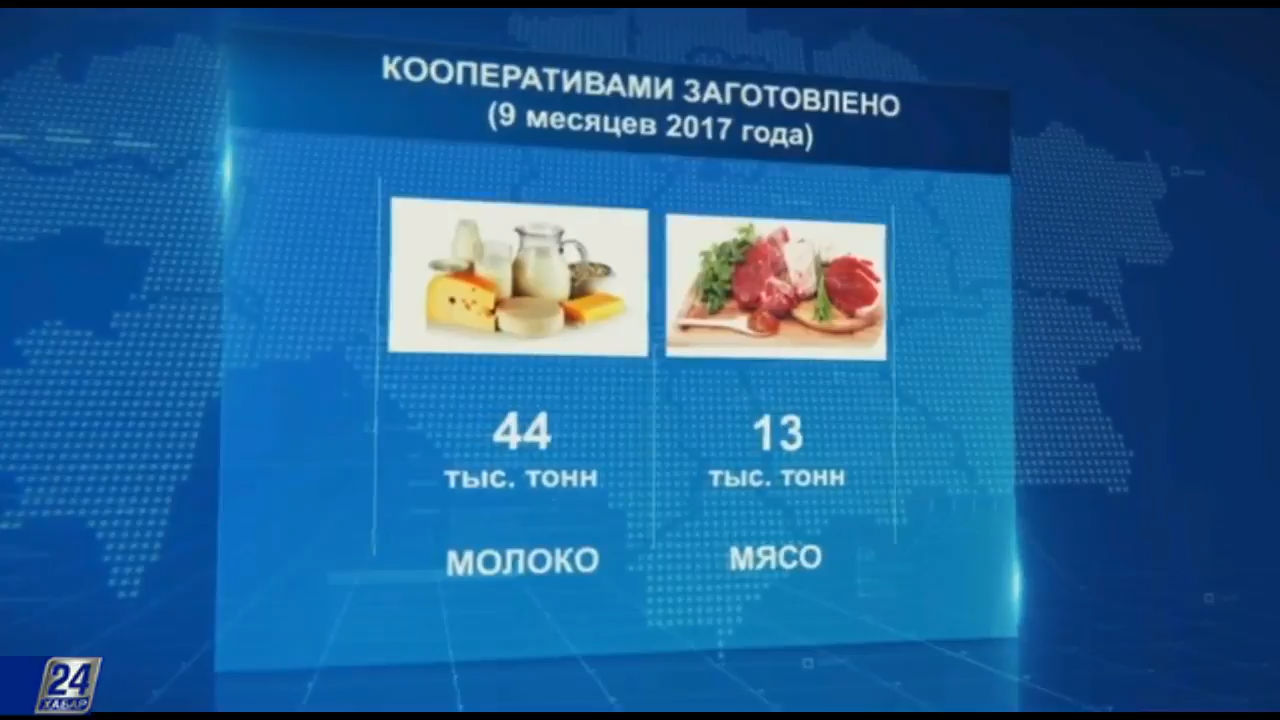 КООПЕРАТИВАМИ ЗАГОТОВЛЕНО
(9 месяцев 2017 года)
44
тыс. тонн
МОЛОКО
13
тыс. тонн
МЯСО
24
ХАБАР